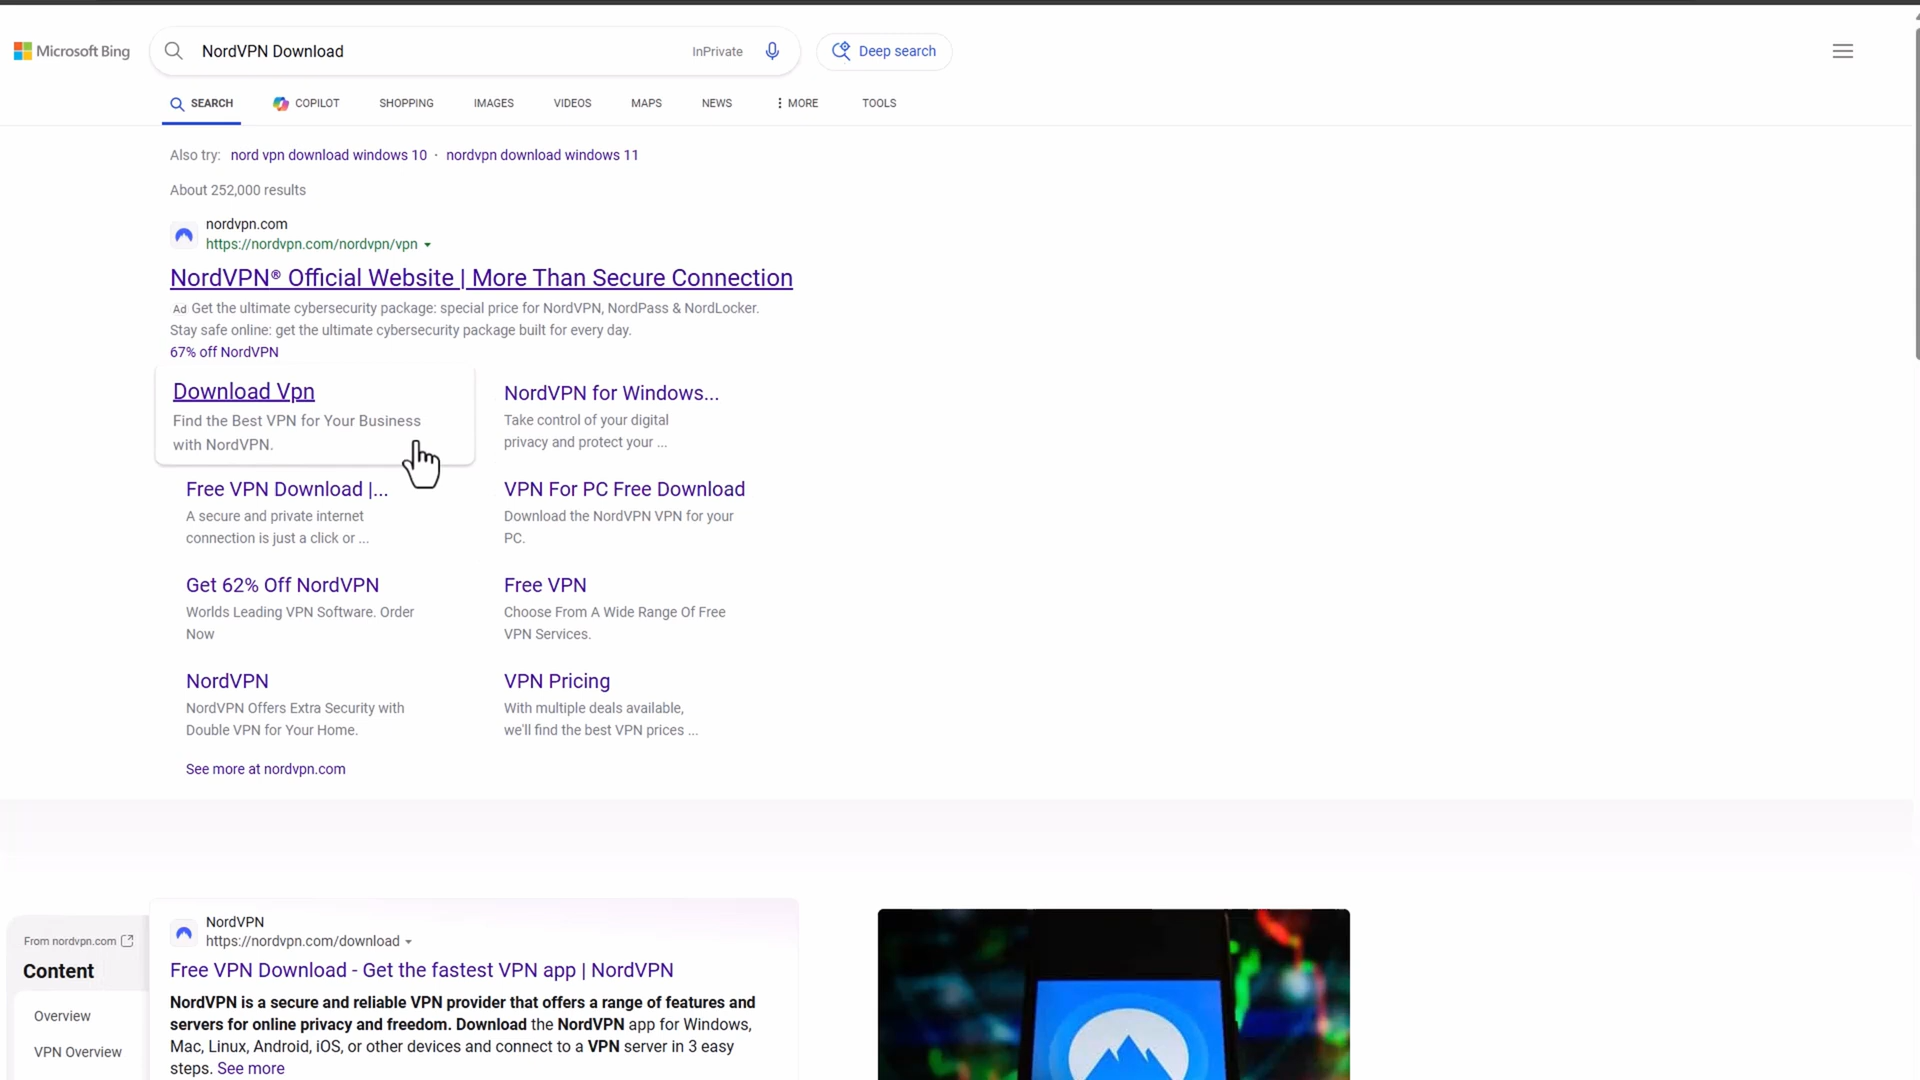 Microsoft Bing
NordVPN Download
InPrivate
Deep search
SEARCH
COPILOT
SHOPPING
IMAGES
VIDEOS
MAPS
NEWS
MORE
TOOLS
Also try: nord vpn download windows 10 · nordvpn download windows 11
About 252,000 results
nordvpn.com
https://nordvpn.com/nordvpn/vpn
NordVPN® Official Website | More Than Secure Connection
Ad Get the ultimate cybersecurity package: special price for NordVPN, NordPass & NordLocker.
Stay safe online: get the ultimate cybersecurity package built for every day.
67% off NordVPN
Download Vpn
Find the Best VPN for Your Business
with NordVPN.
NordVPN for Windows...
Take control of your digital
privacy and protect your ...
Free VPN Download |...
A secure and private internet
connection is just a click or ...
VPN For PC Free Download
Download the NordVPN VPN for your
PC.
Get 62% Off NordVPN
Worlds Leading VPN Software. Order
Now
Free VPN
Choose From A Wide Range Of Free
VPN Services.
NordVPN
NordVPN Offers Extra Security with
Double VPN for Your Home.
VPN Pricing
With multiple deals available,
we'll find the best VPN prices ...
See more at nordvpn.com
From nordvpn.com
Content
Overview
VPN Overview
NordVPN
https://nordvpn.com/download
Free VPN Download - Get the fastest VPN app | NordVPN
NordVPN is a secure and reliable VPN provider that offers a range of features and
servers for online privacy and freedom. Download the NordVPN app for Windows,
Mac, Linux, Android, iOS, or other devices and connect to a VPN server in 3 easy
steps. See more